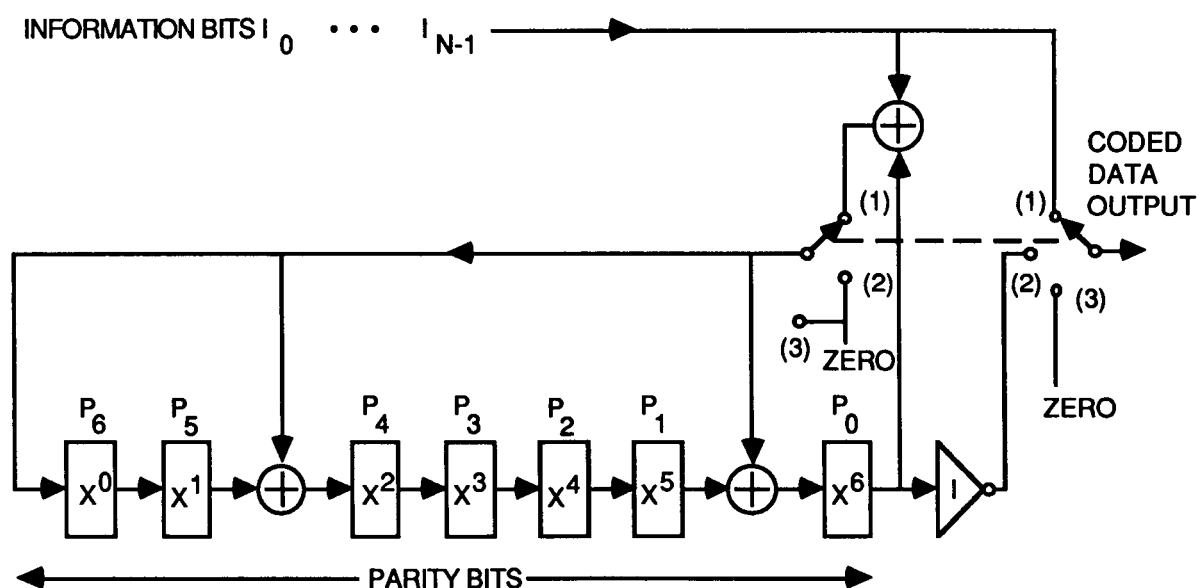 INFORMATION BITS I0 ••• IN-1
CODED
DATA
OUTPUT
(1)
(1)
(2)
(2)
(3)
(3)
ZERO
ZERO
P6 P5 P4 P3 P2 P1 P0
X0 X1 X2 X3 X4 X5 X6 I
PARITY BITS